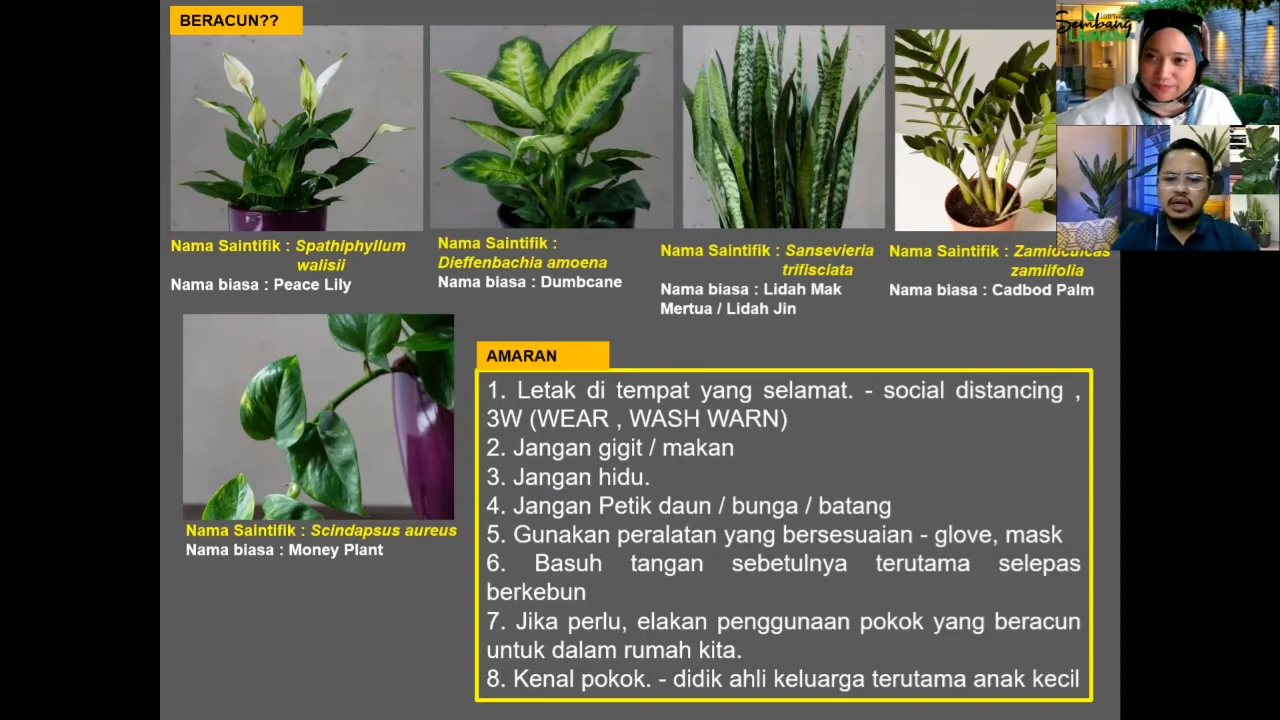 BERACUN??
Sembang
LAMAN
Nama Saintifik : Spathiphyllum
walisii
Nama biasa : Peace Lily
Nama Saintifik :
Dieffenbachia amoena
Nama biasa : Dumbcane
Nama Saintifik : Sansevieria
trifisciata
Nama biasa : Lidah Mak
Mertua / Lidah Jin
Nama Saintifik : Zamioculcas
zamiifolia
Nama biasa : Cadbod Palm
Nama Saintifik : Scindapsus aureus
Nama biasa : Money Plant
AMARAN
1. Letak di tempat yang selamat. - social distancing ,
3W (WEAR , WASH WARN)
2. Jangan gigit / makan
3. Jangan hidu.
4. Jangan Petik daun / bunga / batang
5. Gunakan peralatan yang bersesuaian - glove, mask
6. Basuh tangan sebetulnya terutama selepas
berkebun
7. Jika perlu, elakan penggunaan pokok yang beracun
untuk dalam rumah kita.
8. Kenal pokok. - didik ahli keluarga terutama anak kecil